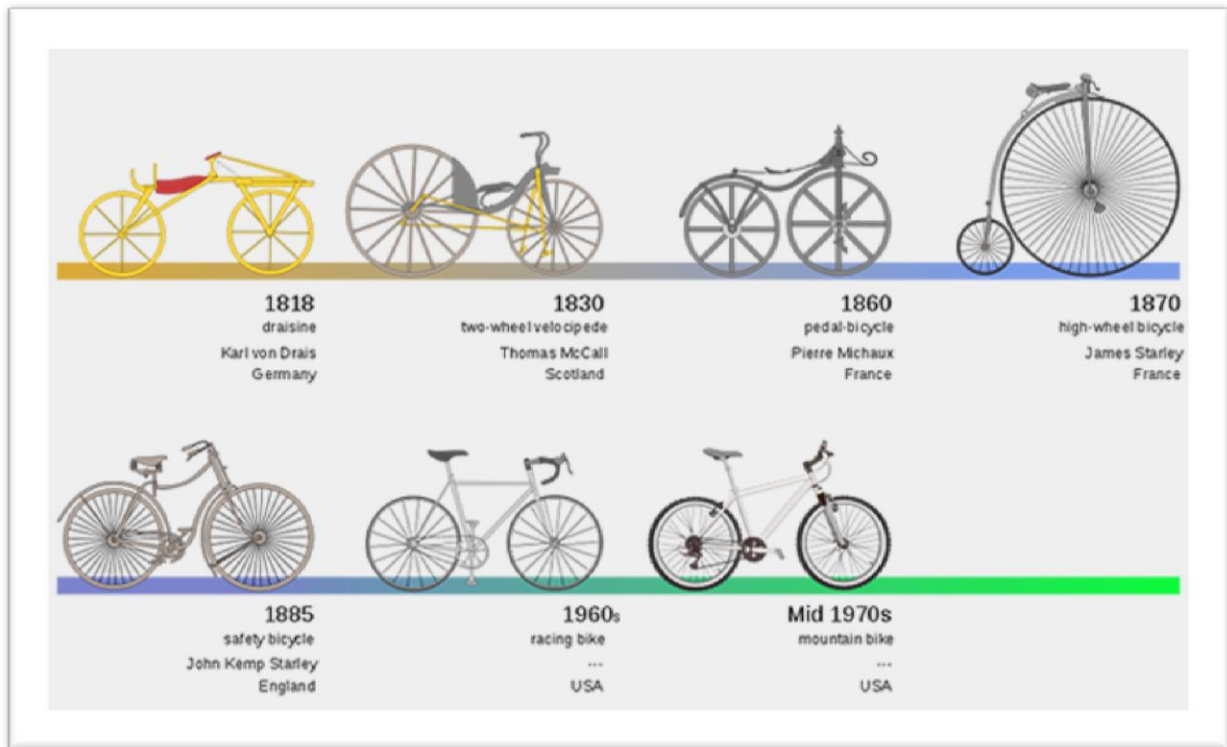 1818
draisine
Karl von Drais
Germany
1830
two-wheel velocipede
Thomas McCall
Scotland
1860
pedal-bicycle
Pierre Michaux
France
1870
high-wheel bicycle
James Starley
France
1885
safety bicycle
John Kemp Starley
England
1960s
racing bike
...
USA
Mid 1970s
mountain bike
...
USA